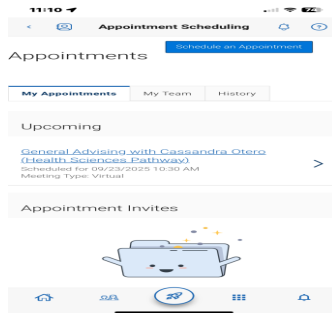 11:10
74
Appointment Scheduling
Appointments
Schedule an Appointment
My Appointments
My Team
History
Upcoming
General Advising with Cassandra Otero
(Health Sciences Pathway)
Scheduled for 09/23/2025 10:30 AM
Meeting Type: Virtual
Appointment Invites